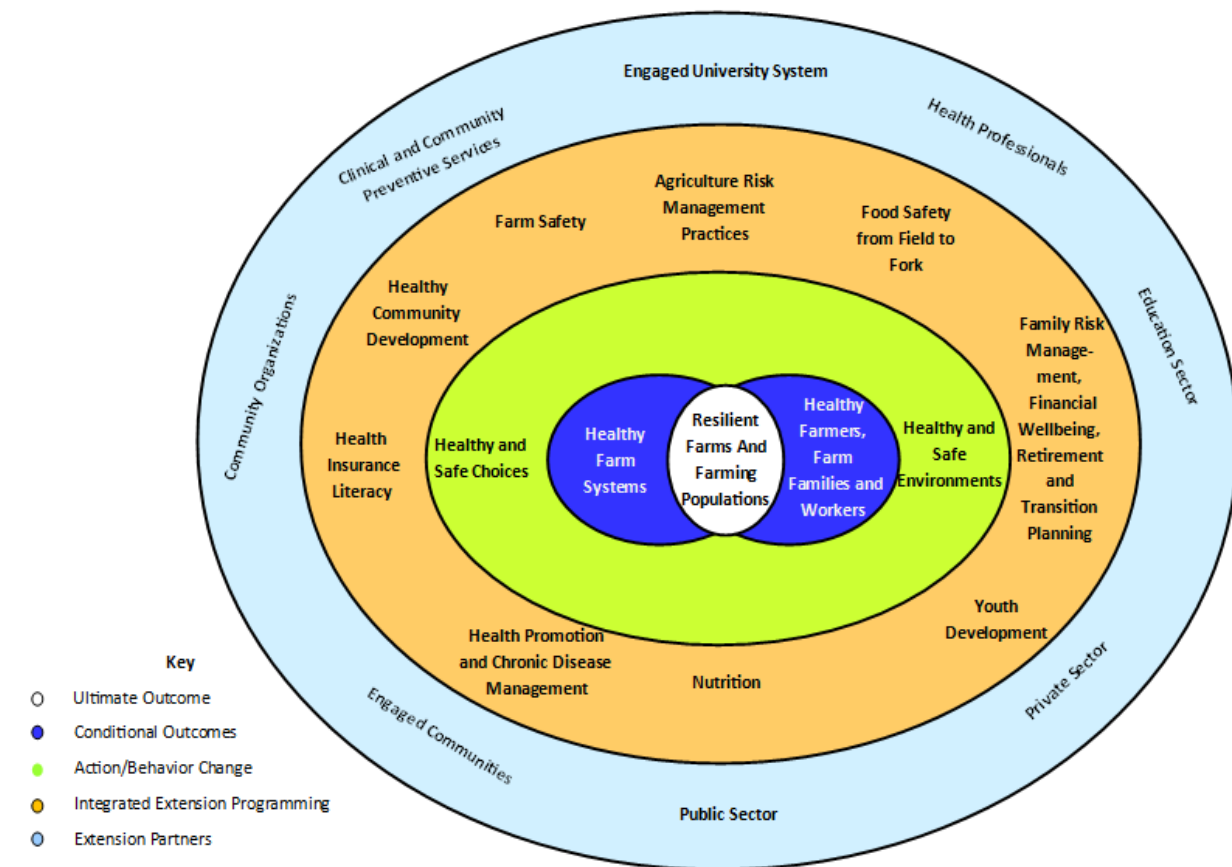 Engaged University System
Health Professionals
Clinical and Community
Preventive Services
Education Sector
Community Organizations
Private Sector
Engaged Communities
Public Sector
Agriculture Risk
Management
Practices
Farm Safety
Food Safety
from Field to
Fork
Healthy
Community
Development
Family Risk
Manage-
ment,
Financial
Wellbeing,
Retirement
and
Transition
Planning
Health
Insurance
Literacy
Youth
Development
Health Promotion
and Chronic Disease
Management
Nutrition
Healthy and
Safe Choices
Healthy
Farm
Systems
Resilient
Farms And
Farming
Populations
Healthy
Farmers,
Farm
Families and
Workers
Healthy and
Safe
Environments
Key
Ultimate Outcome
Conditional Outcomes
Action/Behavior Change
Integrated Extension Programming
Extension Partners